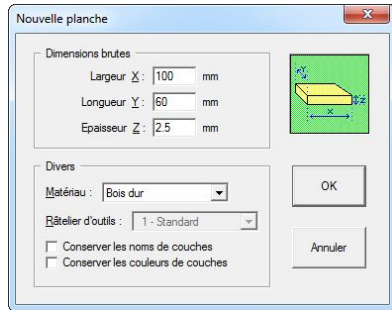 Nouvelle planche
Dimensions brutes
Largeur X : 100 mm
Longueur Y : 60 mm
Epaisseur Z : 2.5 mm
Y
Z
X
Divers
Matériau : Bois dur
Râtelier d'outils : 1 - Standard
Conserver les noms de couches
Conserver les couleurs de couches
OK
Annuler